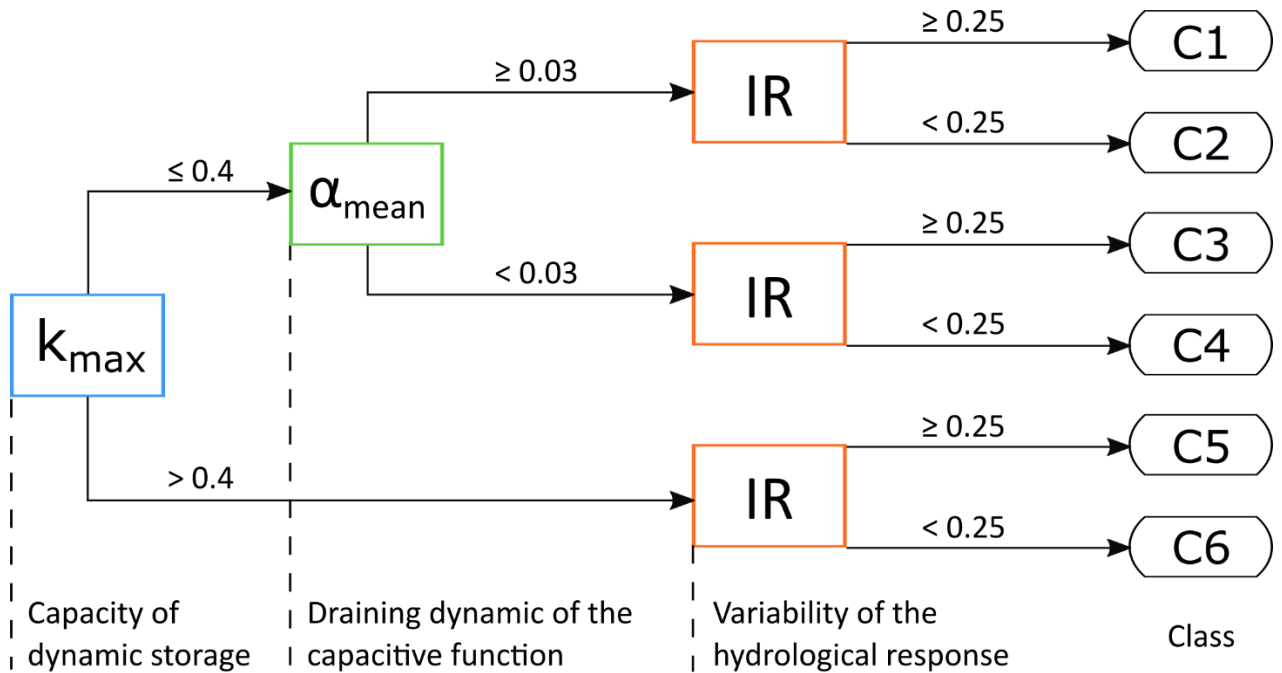 ≥ 0.25
C1
IR
≥ 0.03
< 0.25
C2
≤ 0.4
αmean
≥ 0.25
C3
< 0.03
IR
< 0.25
C4
kmax
≥ 0.25
C5
> 0.4
IR
< 0.25
C6
Capacity of
dynamic storage
Draining dynamic of the
capacitive function
Variability of the
hydrological response
Class